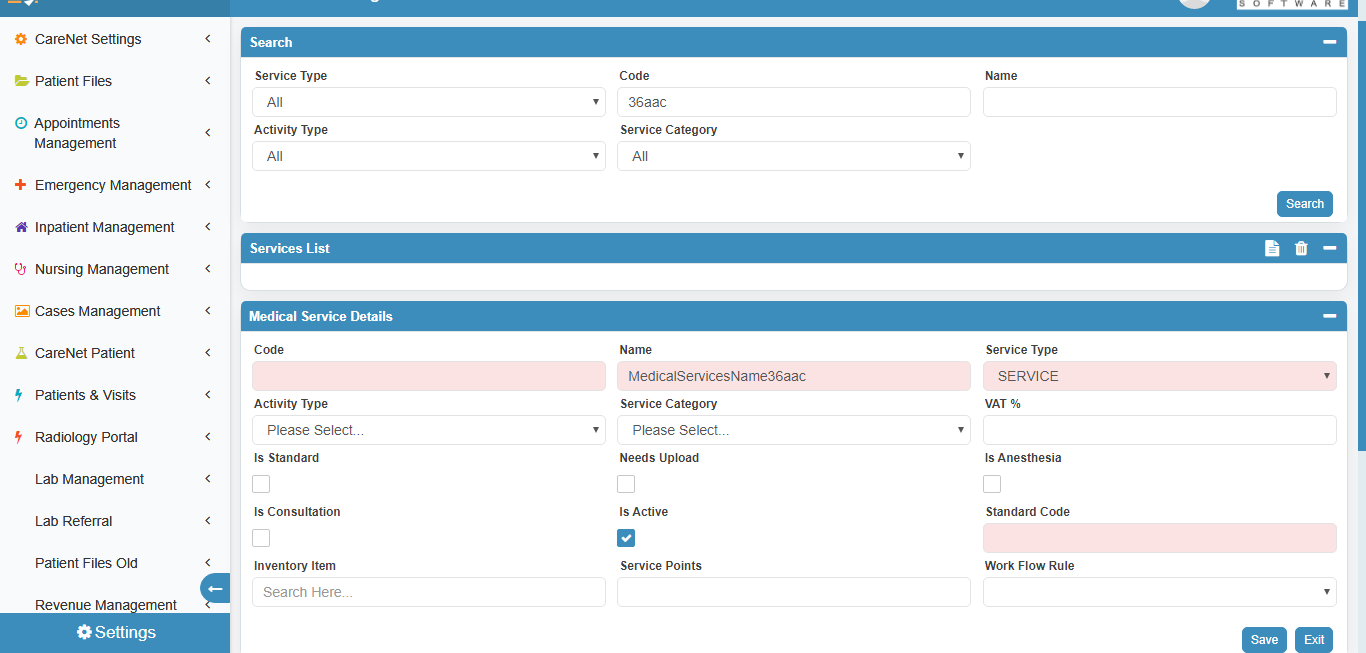 SOFTWARE
CareNet Settings
Patient Files
Appointments
Management
Emergency Management
Inpatient Management
Nursing Management
Cases Management
CareNet Patient
Patients & Visits
Radiology Portal
Lab Management
Lab Referral
Patient Files Old
Revenue Management
Settings
Search
Service Type Code Name
All 36aac
Activity Type Service Category
All All
Search
Services List
Medical Service Details
Code Name Service Type
MedicalServicesName36aac SERVICE
Activity Type Service Category VAT %
Please Select... Please Select...
Is Standard Needs Upload Is Anesthesia
Is Consultation Is Active Standard Code
Inventory Item Service Points Work Flow Rule
Search Here...
Save Exit